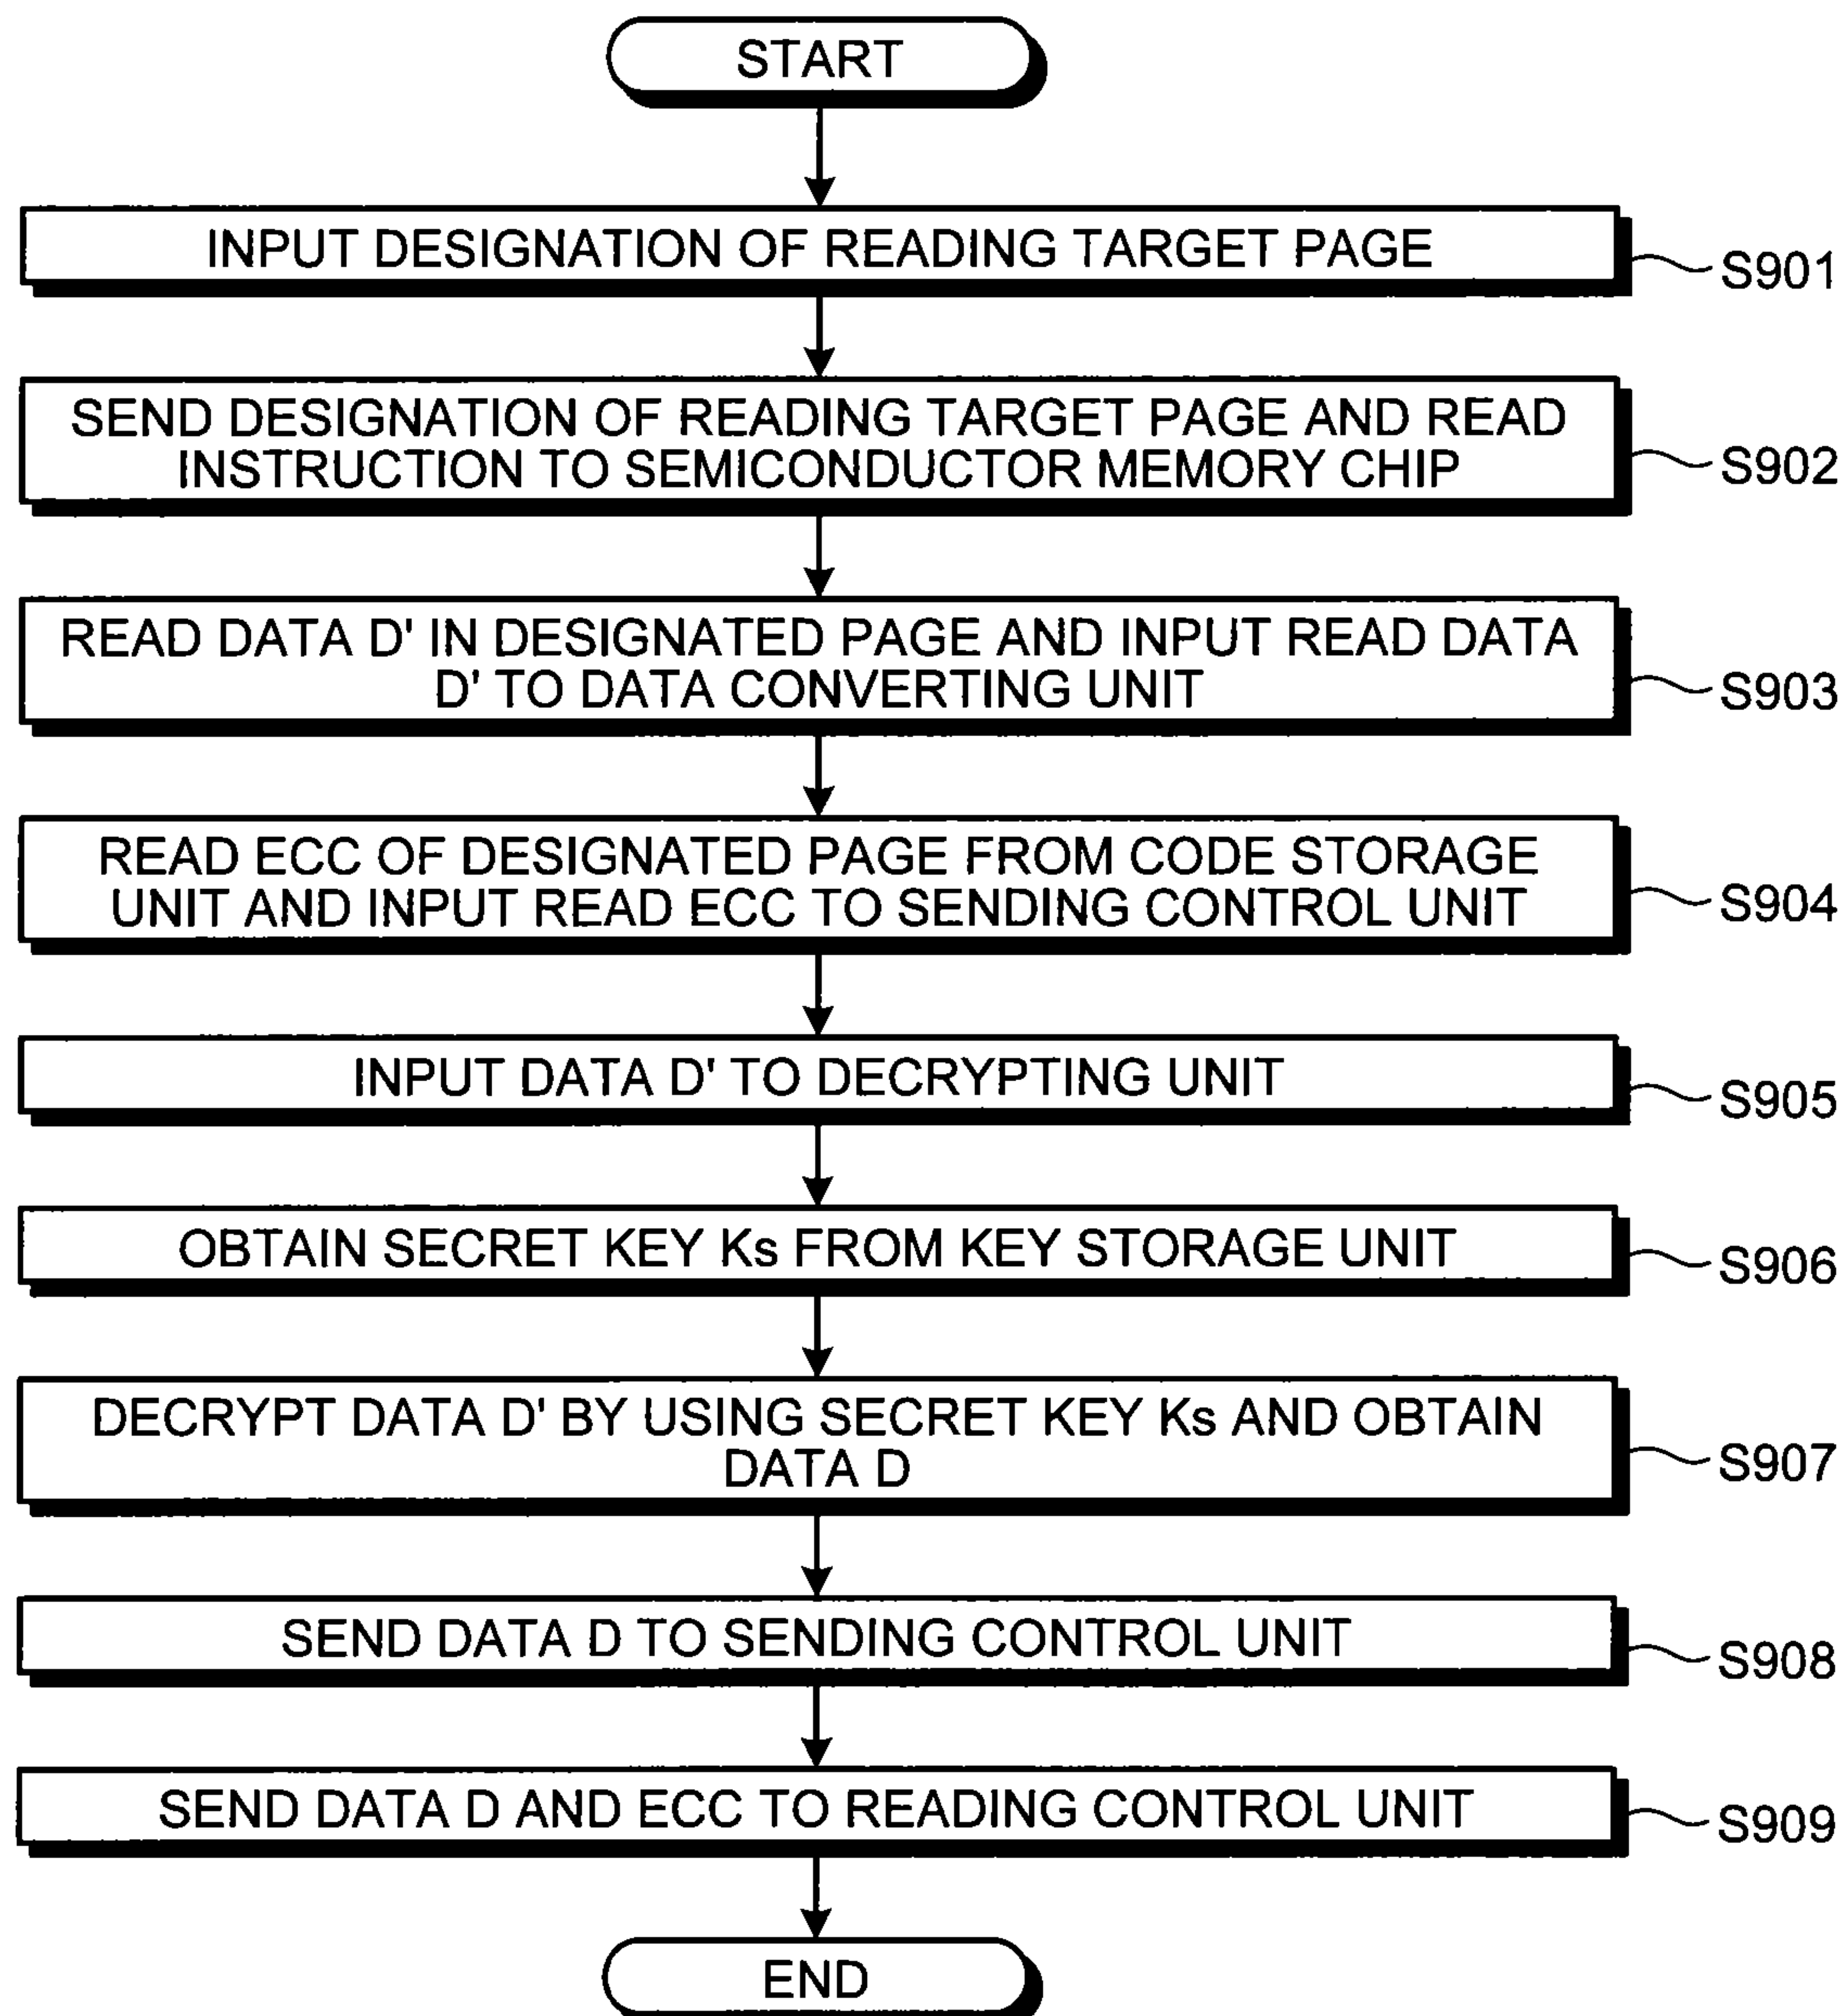 START
INPUT DESIGNATION OF READING TARGET PAGE
S901
SEND DESIGNATION OF READING TARGET PAGE AND READ
INSTRUCTION TO SEMICONDUCTOR MEMORY CHIP
S902
READ DATA D' IN DESIGNATED PAGE AND INPUT READ DATA
D' TO DATA CONVERTING UNIT
S903
READ ECC OF DESIGNATED PAGE FROM CODE STORAGE
UNIT AND INPUT READ ECC TO SENDING CONTROL UNIT
S904
INPUT DATA D' TO DECRYPTING UNIT
S905
OBTAIN SECRET KEY Ks FROM KEY STORAGE UNIT
S906
DECRYPT DATA D' BY USING SECRET KEY Ks AND OBTAIN
DATA D
S907
SEND DATA D TO SENDING CONTROL UNIT
S908
SEND DATA D AND ECC TO READING CONTROL UNIT
S909
END